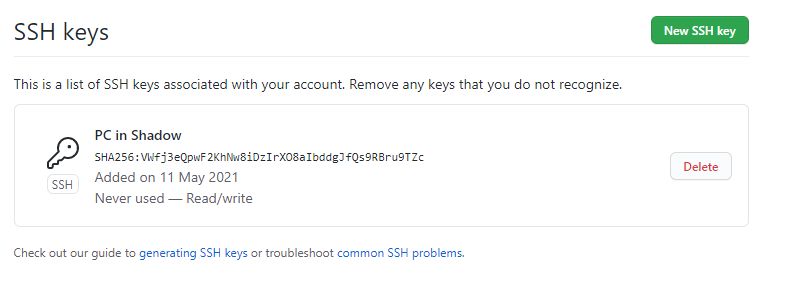 SSH keys
New SSH key
This is a list of SSH keys associated with your account. Remove any keys that you do not recognize.
PC in Shadow
SHA256:VWfj3eQpwF2KhNw8iDzIrXO8aIbddgJfQs9RBru9TZc
SSH
Added on 11 May 2021
Never used — Read/write
Delete
Check out our guide to generating SSH keys or troubleshoot common SSH problems.